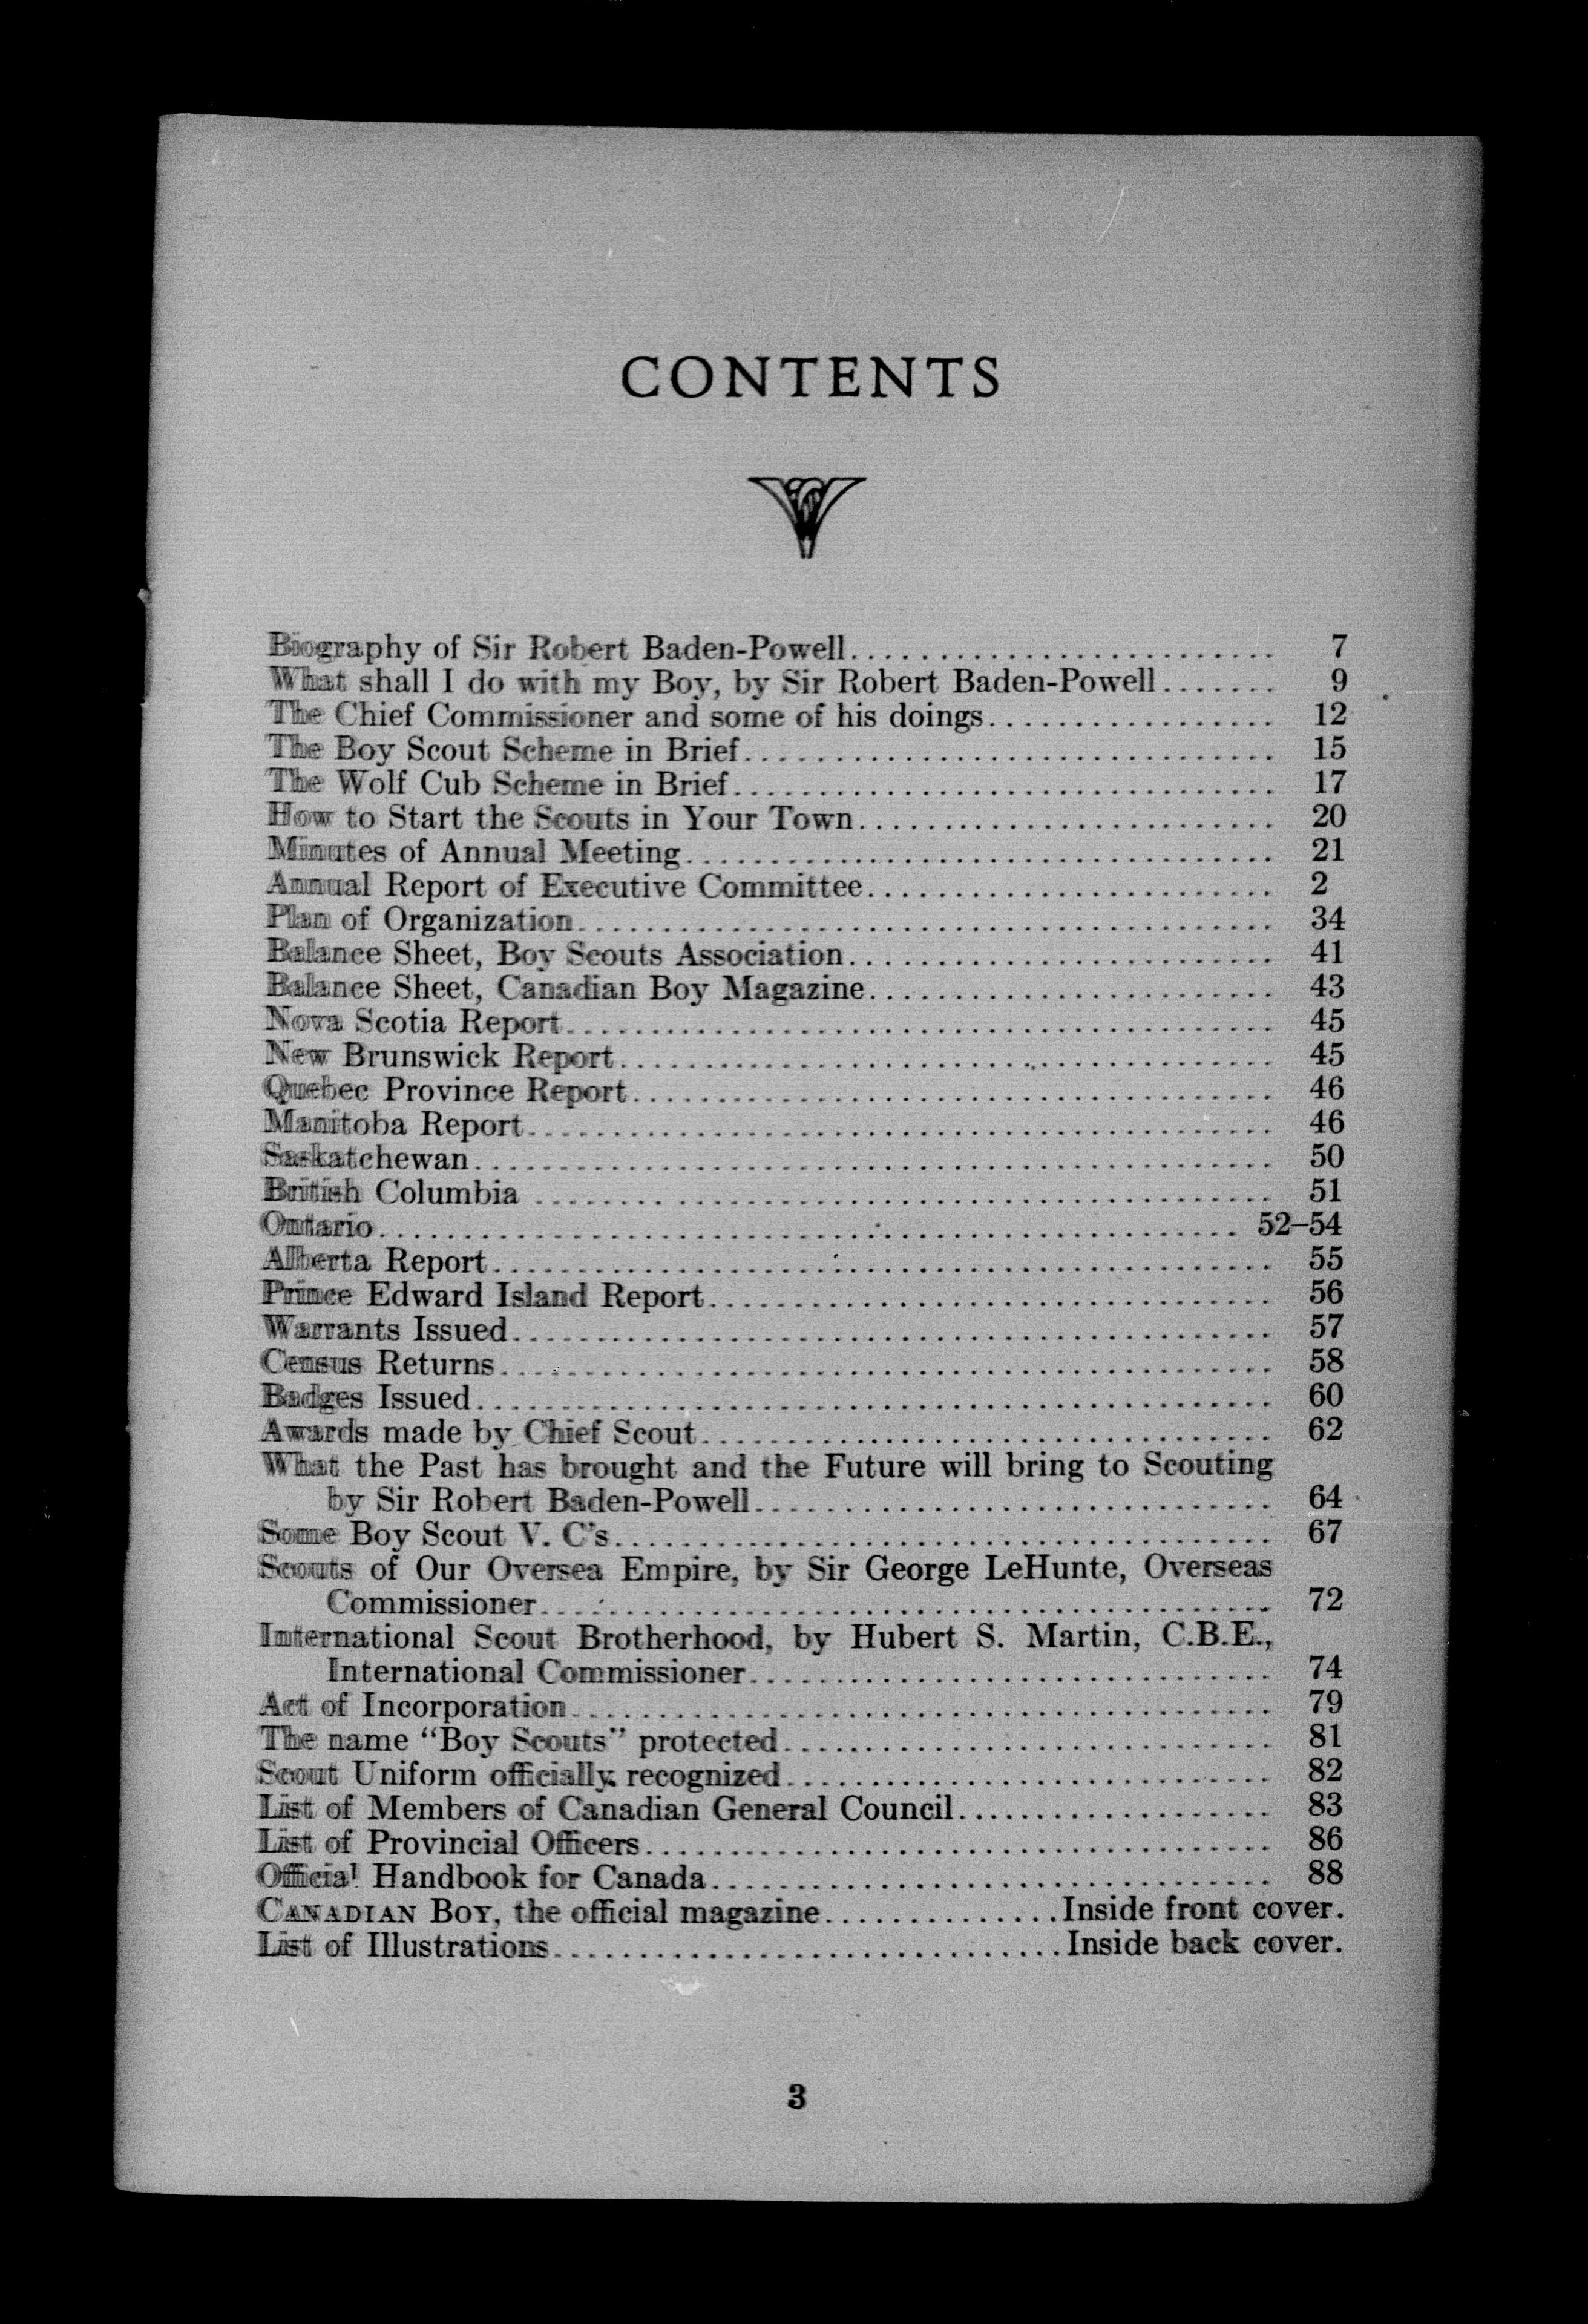 CONTENTS
Biography of Sir Robert Baden-Powell........................ 7
What shall I do with my Boy, by Sir Robert Baden-Powell....... 9
The Chief Commissioner and some of his doings................. 12
The Boy Scout Scheme in Brief............................... 15
The Wolf Cub Scheme in Brief................................ 17
How to Start the Scouts in Your Town......................... 20
Minutes of Annual Meeting................................... 21
Annual Report of Executive Committee........................ 2
Plan of Organization........................................ 34
Balance Sheet, Boy Scouts Association......................... 41
Balance Sheet, Canadian Boy Magazine........................ 43
Nova Scotia Report......................................... 45
New Brunswick Report...................................... 45
Quebec Province Report..................................... 46
Manitoba Report............................................ 46
Saskatchewan............................................... 50
British Columbia ........................................... 51
Ontario.................................................. 52–54
Alberta Report.............................................. 55
Prince Edward Island Report................................. 56
Warrants Issued............................................. 57
Census Returns............................................. 58
Badges Issued............................................... 60
Awards made by Chief Scout.................................. 62
What the Past has brought and the Future will bring to Scouting
by Sir Robert Baden-Powell............................... 64
Some Boy Scout V. C's....................................... 67
Scouts of Our Oversea Empire, by Sir George LeHunte, Overseas
Commissioner............................................ 72
International Scout Brotherhood, by Hubert S. Martin, C.B.E.,
International Commissioner............................... 74
Act of Incorporation......................................... 79
The name "Boy Scouts" protected............................. 81
Scout Uniform officially recognized............................. 82
List of Members of Canadian General Council................... 83
List of Provincial Officers..................................... 86
Official Handbook for Canada................................. 88
CANADIAN BOY, the official magazine..............Inside front cover.
List of Illustrations..............................Inside back cover.
3